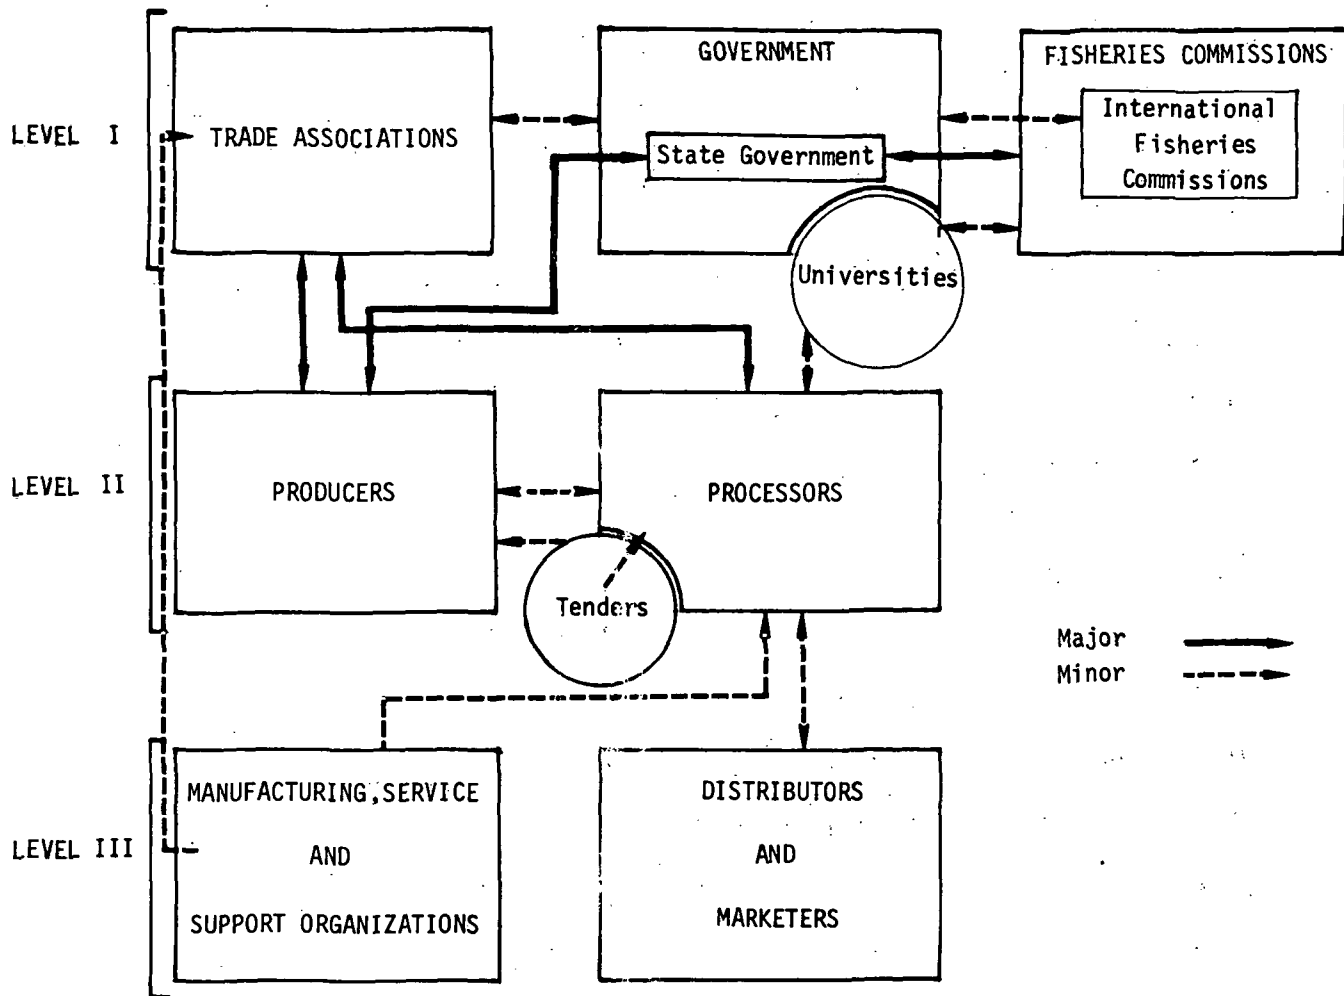 LEVEL I
TRADE ASSOCIATIONS
GOVERNMENT
State Government
Universities
FISHERIES COMMISSIONS
International
Fisheries
Commissions
LEVEL II
PRODUCERS
PROCESSORS
Tenders
Major
Minor
LEVEL III
MANUFACTURING,SERVICE
AND
SUPPORT ORGANIZATIONS
DISTRIBUTORS
AND
MARKETERS